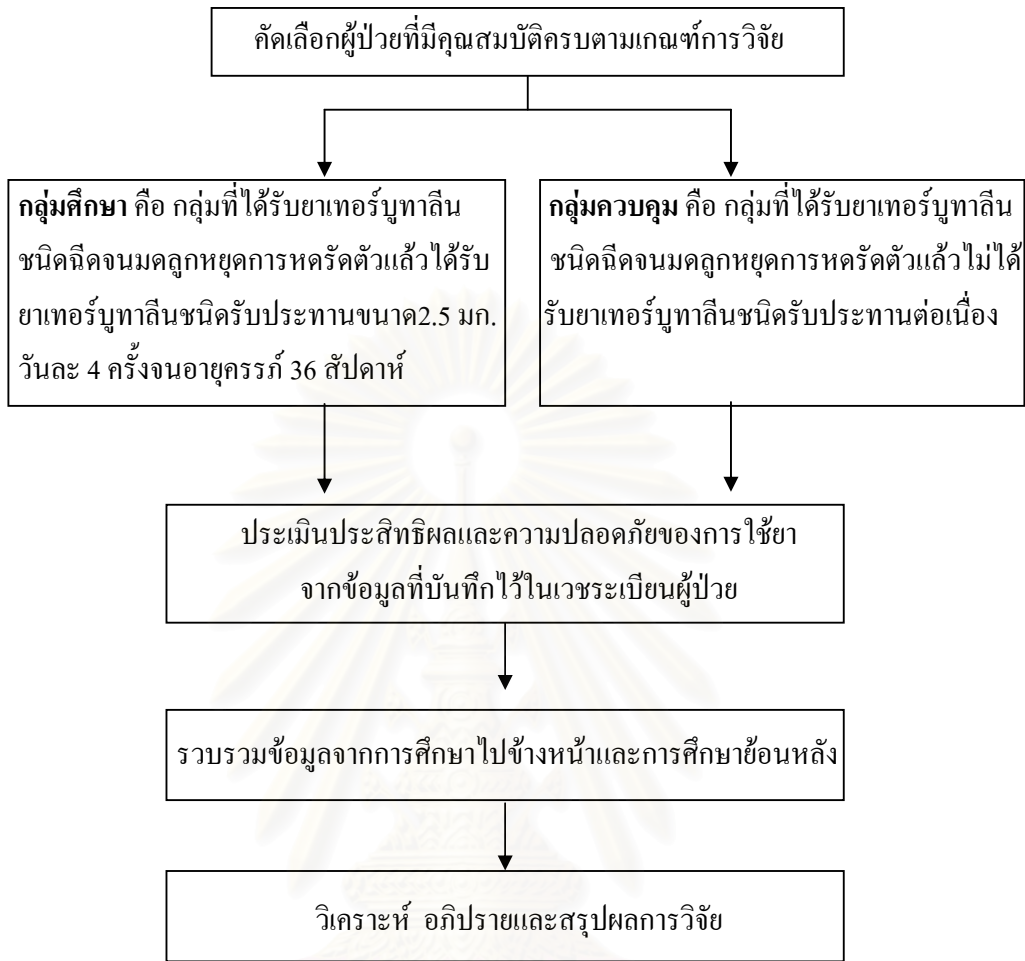 คัดเลือกผู้ป่วยที่มีคุณสมบัติครบตามเกณฑ์การวิจัย
กลุ่มศึกษา คือ กลุ่มที่ได้รับยาเทอร์บูทาลีน
ชนิดฉีดจนมดลูกหยุดการหดรัดตัวแล้วได้รับ
ยาเทอร์บูทาลีนชนิดรับประทานขนาด2.5 มก.
วันละ 4 ครั้งจนอายุครรภ์ 36 สัปดาห์
กลุ่มควบคุม คือ กลุ่มที่ได้รับยาเทอร์บูทาลีน
ชนิดฉีดจนมดลูกหยุดการหดรัดตัวแล้วไม่ได้
รับยาเทอร์บูทาลีนชนิดรับประทานต่อเนื่อง
ประเมินประสิทธิผลและความปลอดภัยของการใช้ยา
จากข้อมูลที่บันทึกไว้ในเวชระเบียนผู้ป่วย
รวบรวมข้อมูลจากการศึกษาไปข้างหน้าและการศึกษาย้อนหลัง
วิเคราะห์ อภิปรายและสรุปผลการวิจัย